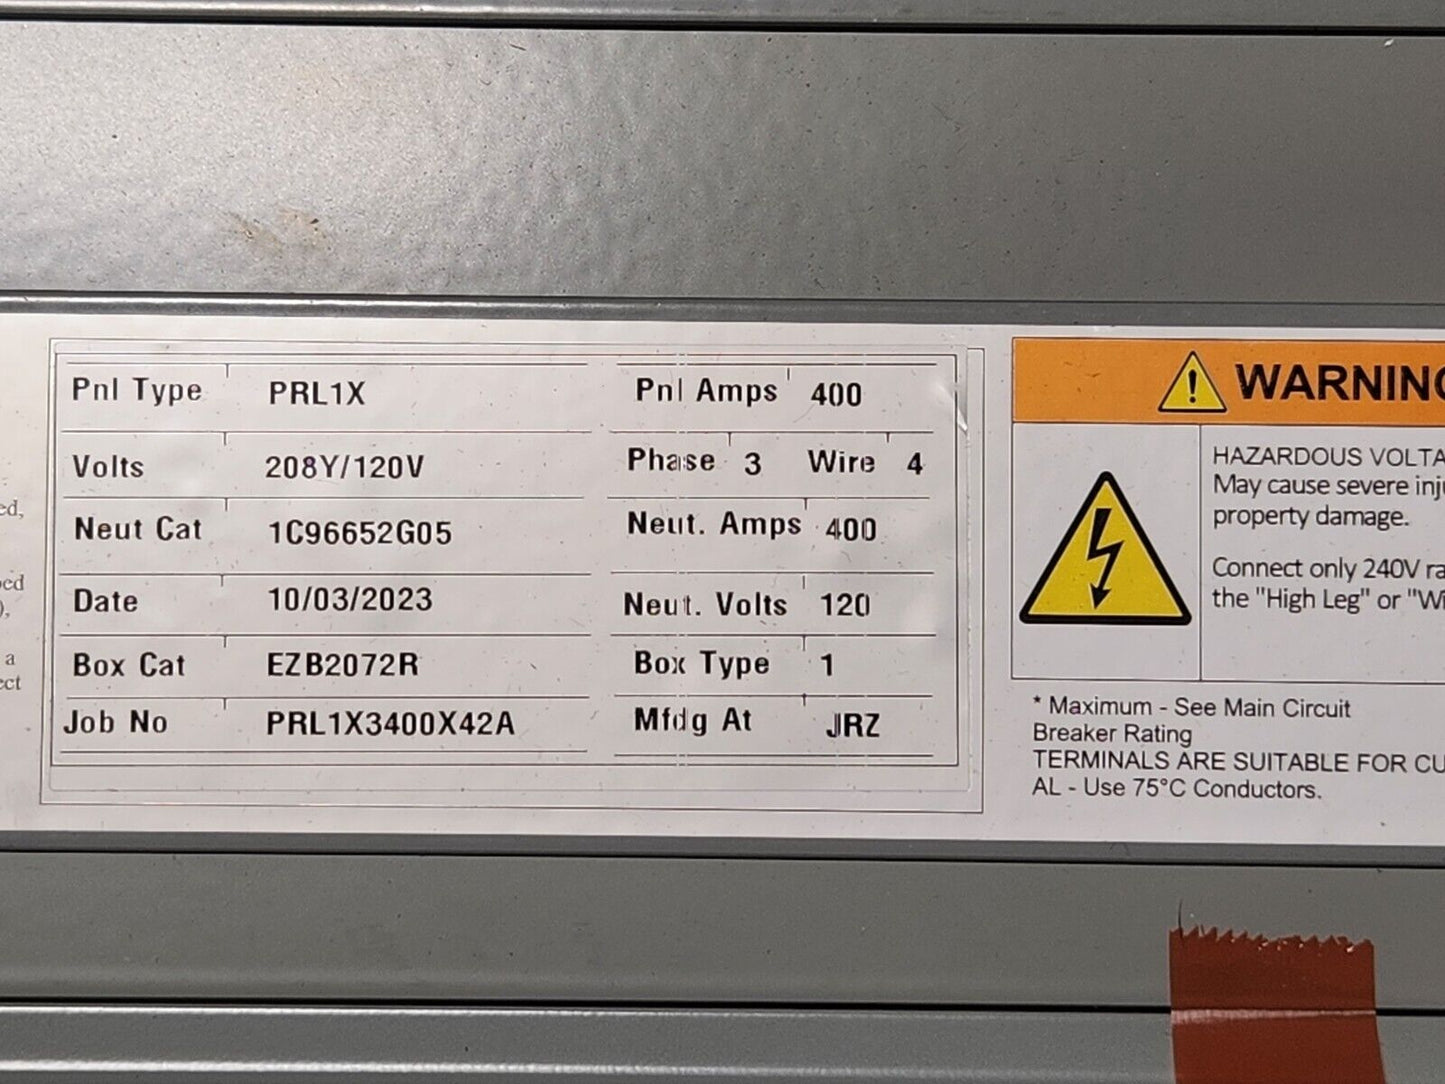 Pnl Type PRL1X Pnl Amps 400
Volts 208Y/120V Phase 3 Wire 4
Neut Cat 1C96652G05 Neut. Amps 400
Date 10/03/2023 Neut. Volts 120
Box Cat EZB2072R Box Type 1
Job No PRL1X3400X42A Mfdg At JRZ
WARNING
HAZARDOUS
May cause severe
property damage.
Connect only 240V
the "High Leg" or
* Maximum - See Main Circuit
Breaker Rating
TERMINALS ARE SUITABLE FOR CU
AL - Use 75°C Conductors.
a